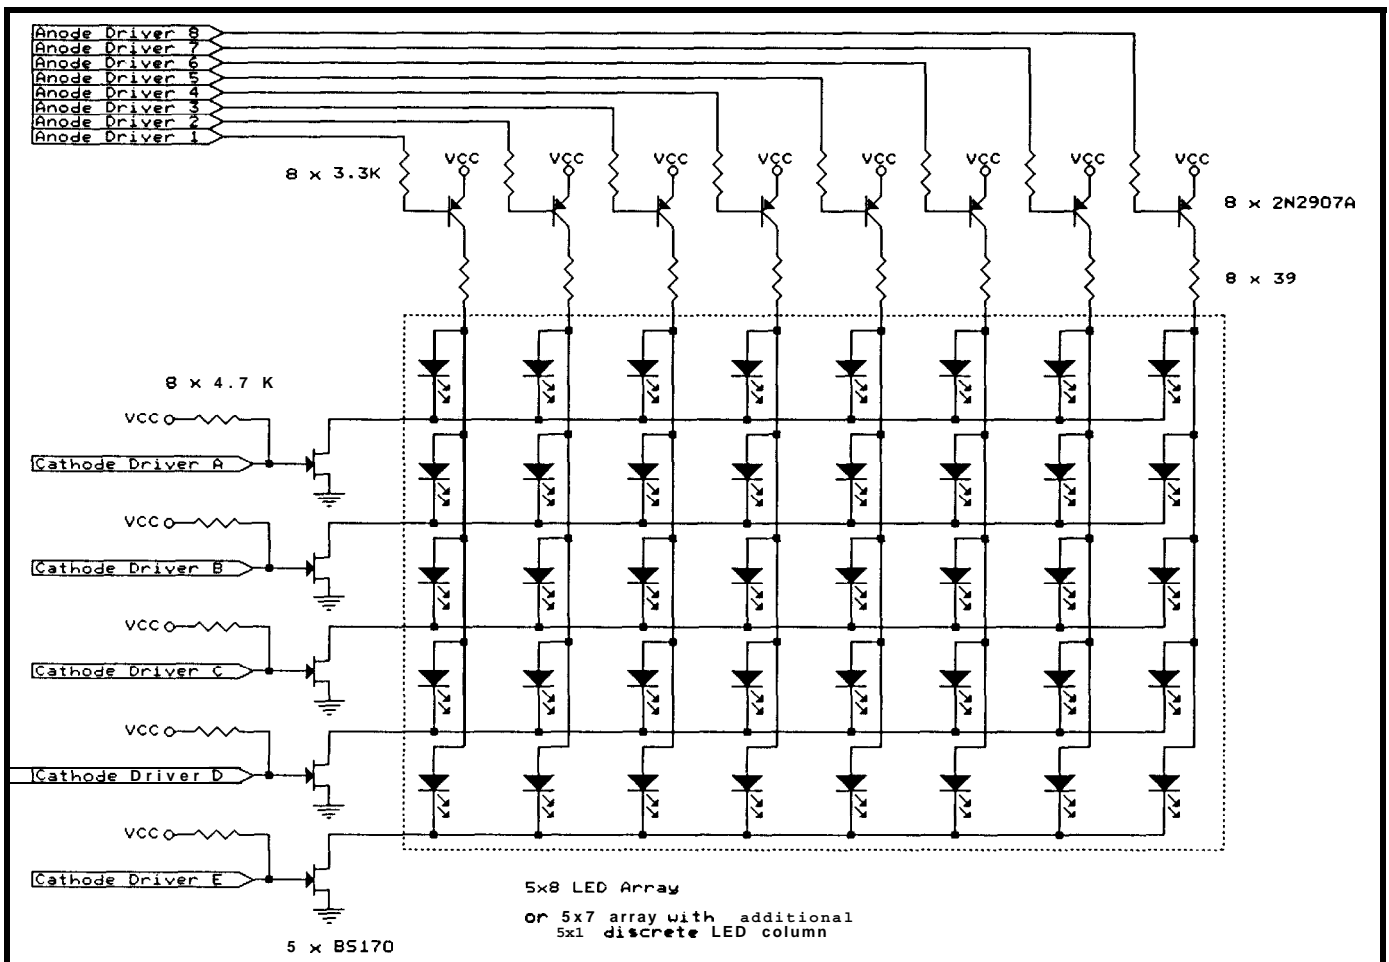 Anode Driver 8
Anode Driver 7
Anode Driver 6
Anode Driver 5
Anode Driver 4
Anode Driver 3
Anode Driver 2
Anode Driver 1
VCC VCC VCC VCC VCC VCC VCC VCC
8 x 3.3K
8 x 2N2907A
8 x 39
8 x 4.7 K
VCC
Cathode Driver A
VCC
Cathode Driver B
VCC
Cathode Driver C
VCC
Cathode Driver D
VCC
Cathode Driver E
5x8 LED Array
or 5x7 array with additional
5x1 discrete LED column
5 x BS170